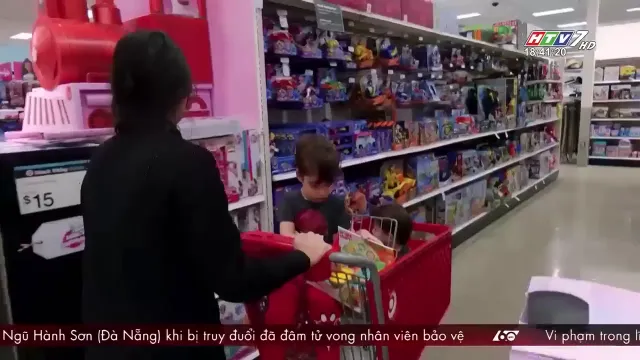 HTV7 HD
18:41:20
$15
Ngũ Hành Sơn (Đà Nẵng) khi bị truy đuổi đã đâm tử vong nhân viên bảo vệ
60
Vi phạm trong l